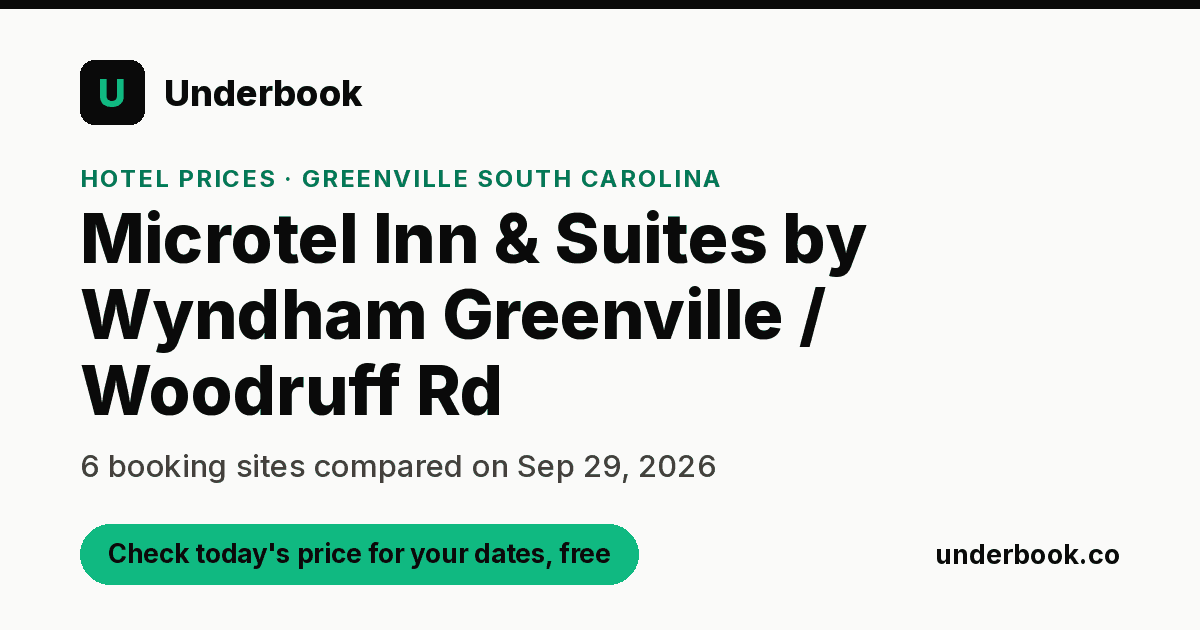 U Underbook
HOTEL PRICES · GREENVILLE SOUTH CAROLINA
Microtel Inn & Suites by
Wyndham Greenville /
Woodruff Rd
6 booking sites compared on Sep 29, 2026
Check today's price for your dates, free
underbook.co